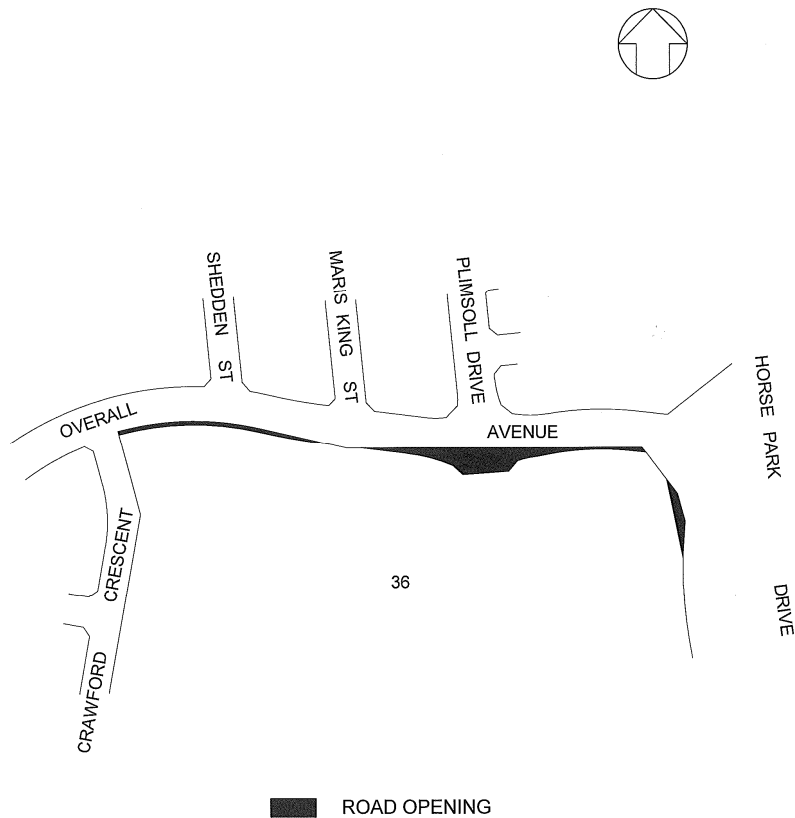 SHEDDEN ST
MARIS KING ST
PLIMSOLL DRIVE
HORSE PARK DRIVE
OVERALL AVENUE
CRAWFORD CRESCENT
36
ROAD OPENING